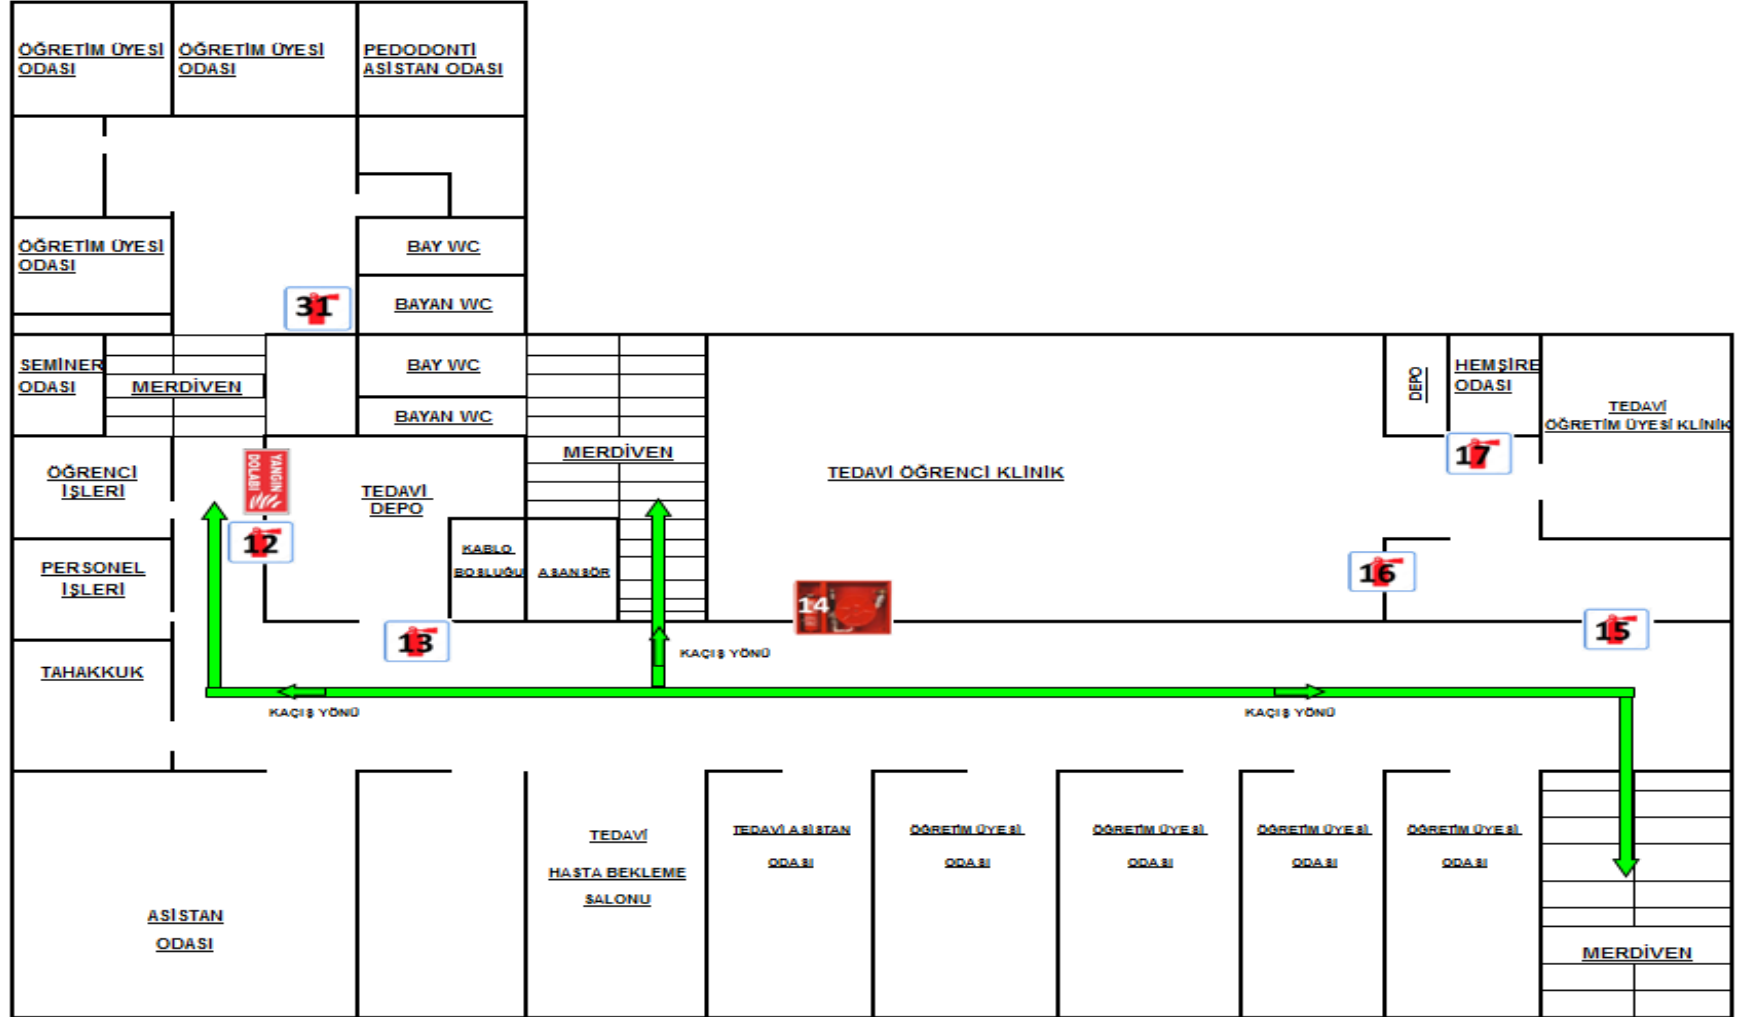 ÖĞRETİM ÜYESİ
ODASI
ÖĞRETİM ÜYESİ
ODASI
PEDODONTİ
ASİSTAN ODASI
ÖĞRETİM ÜYESİ
ODASI
BAY WC
BAYAN WC
31
SEMİNER
ODASI
MERDİVEN
BAY WC
BAYAN WC
MERDİVEN
DEPO
HEMŞİRE
ODASI
TEDAVİ
ÖĞRETİM ÜYESİ KLİNİK
ÖĞRENCİ
İŞLERİ
YANGIN
DOLABI
TEDAVİ
DEPO
TEDAVİ ÖĞRENCİ KLİNİK
17
12
KABLO
BOŞLUĞU
ASANSÖR
PERSONEL
İŞLERİ
16
14
13
15
KAÇIŞ YÖNÜ
TAHAKKUK
KAÇIŞ YÖNÜ
KAÇIŞ YÖNÜ
ASİSTAN
ODASI
TEDAVİ
HASTA BEKLEME
SALONU
TEDAVİ ASİSTAN
ODASI
ÖĞRETİM ÜYESİ
ODASI
ÖĞRETİM ÜYESİ
ODASI
ÖĞRETİM ÜYESİ
ODASI
ÖĞRETİM ÜYESİ
ODASI
MERDİVEN